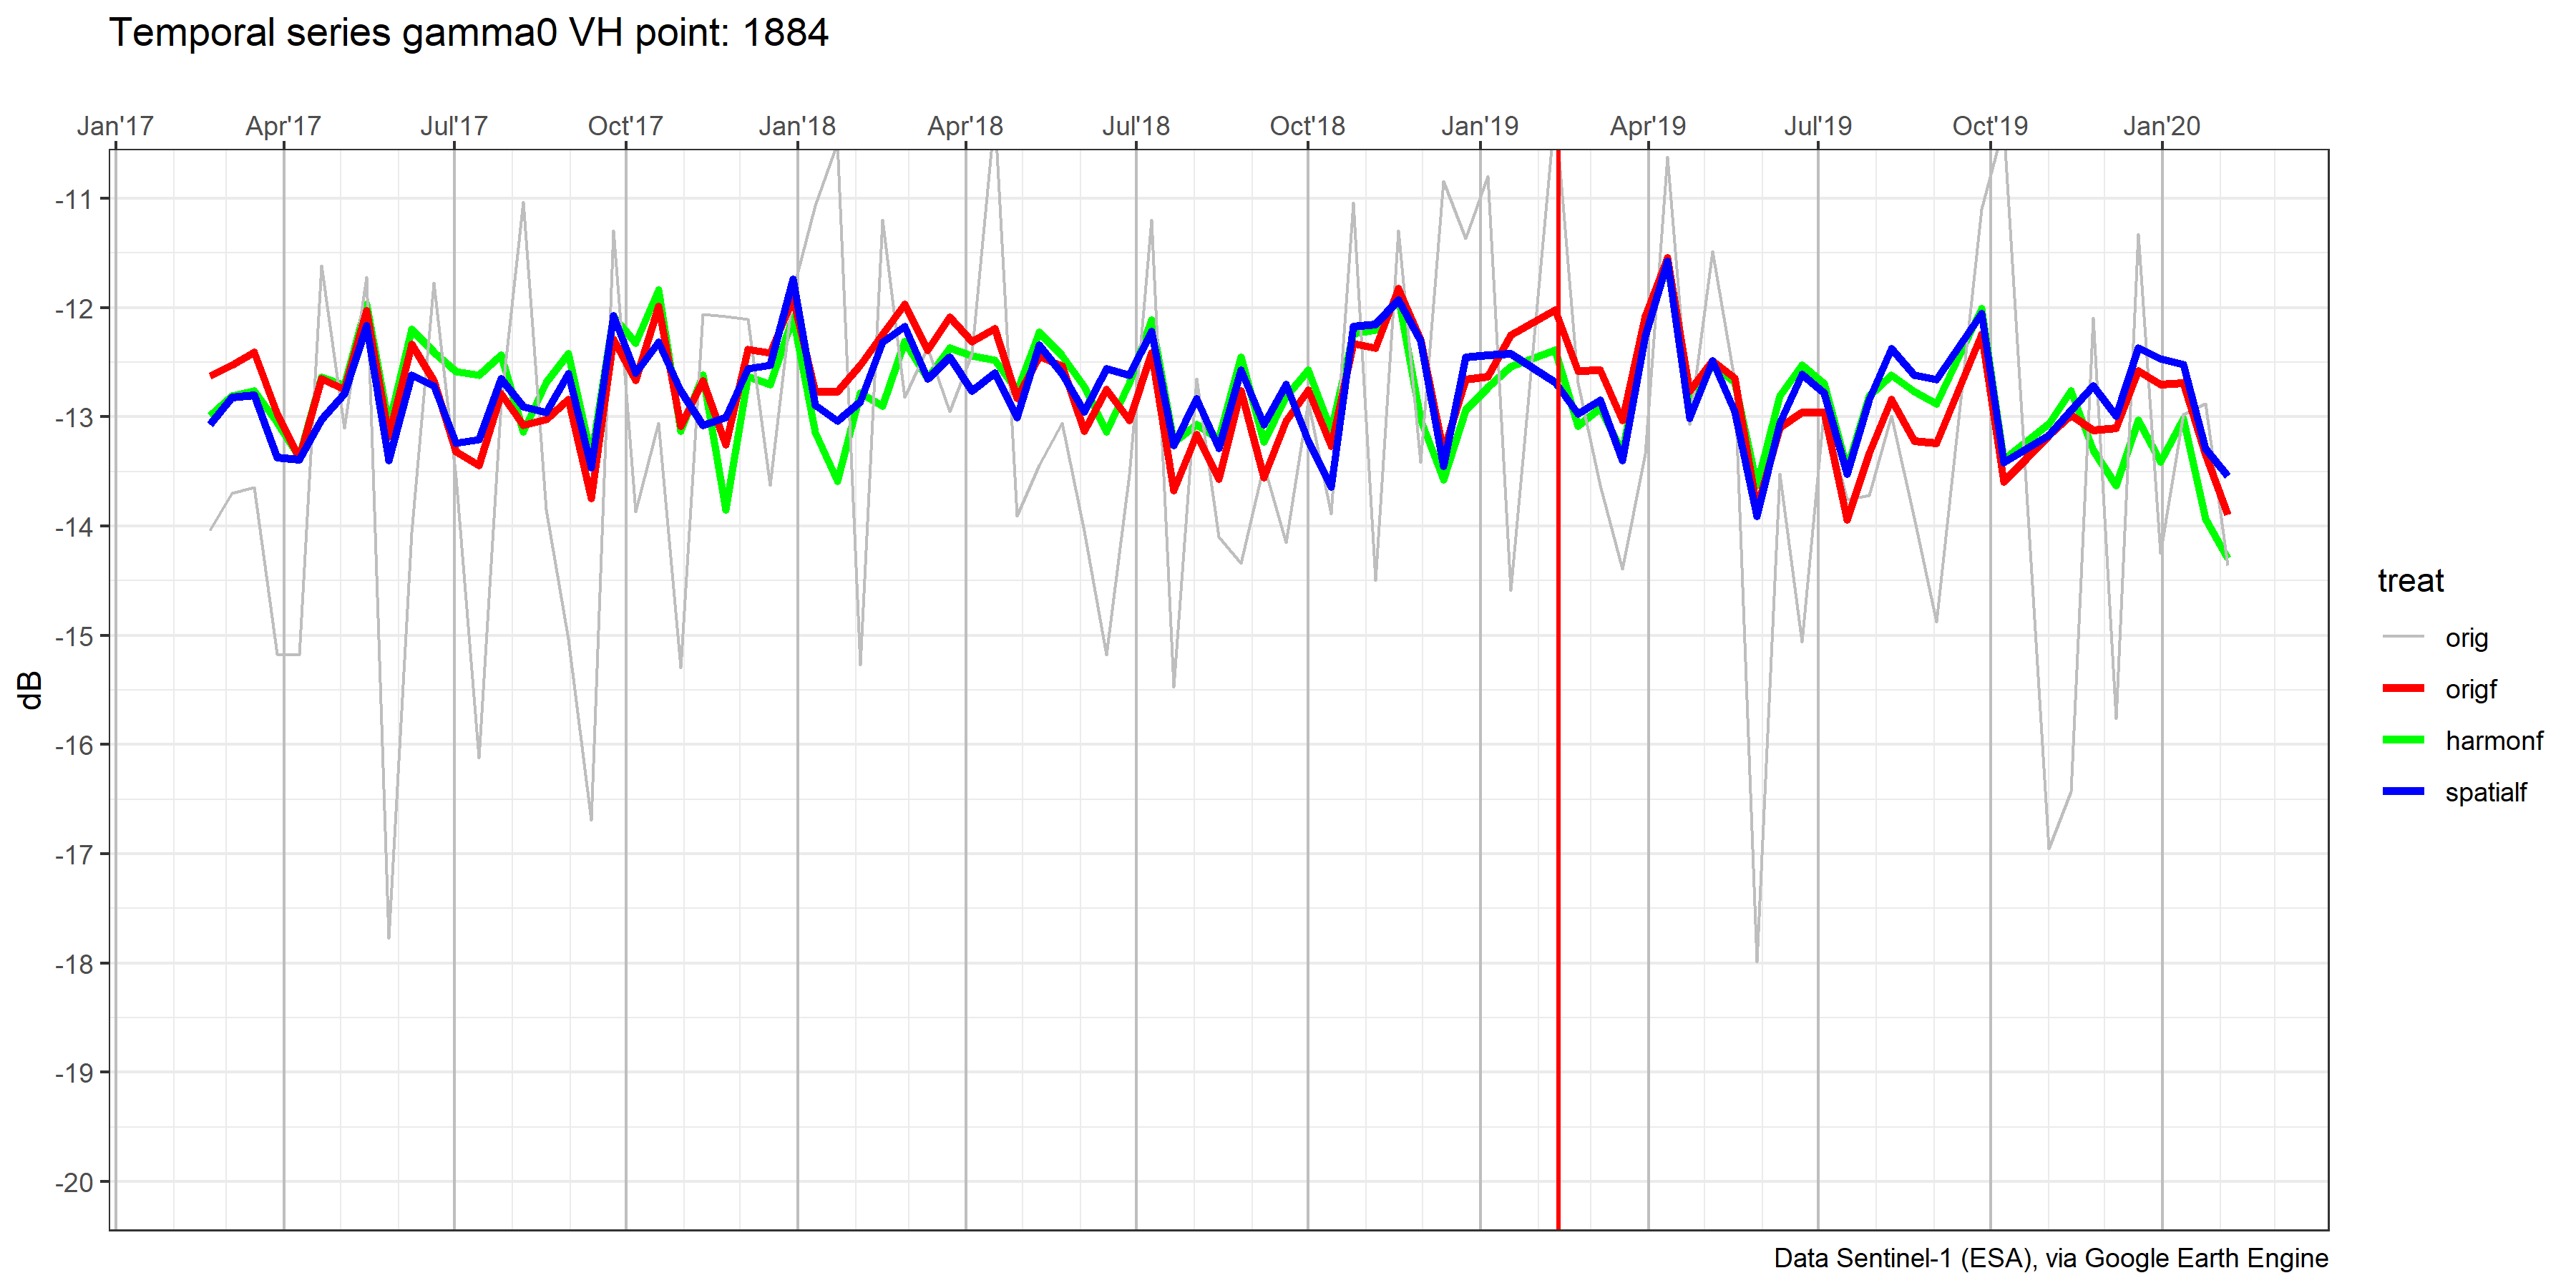 Temporal series gamma0 VH point: 1884
Jan'17 Apr'17 Jul'17 Oct'17 Jan'18 Apr'18 Jul'18 Oct'18 Jan'19 Apr'19 Jul'19 Oct'19 Jan'20
-11
-12
-13
-14
-15
-16
-17
-18
-19
-20
dB
treat
orig
origf
harmonf
spatialf
Data Sentinel-1 (ESA), via Google Earth Engine